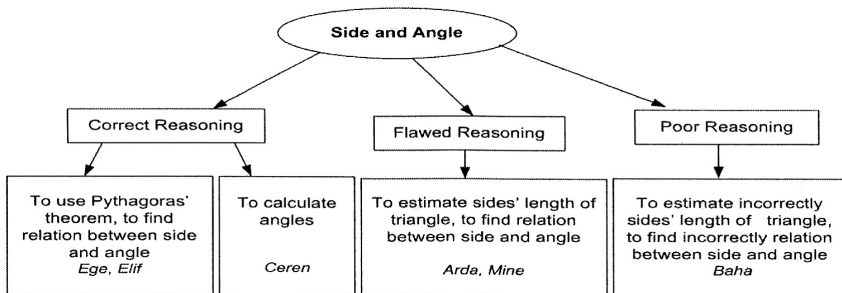 Side and Angle
Correct Reasoning
Flawed Reasoning
Poor Reasoning
To use Pythagoras'
theorem, to find
relation between side
and angle
Ege, Elif
To calculate
angles
Ceren
To estimate sides' length of
triangle, to find relation
between side and angle
Arda, Mine
To estimate incorrectly
sides' length of triangle,
to find incorrectly relation
between side and angle
Baha